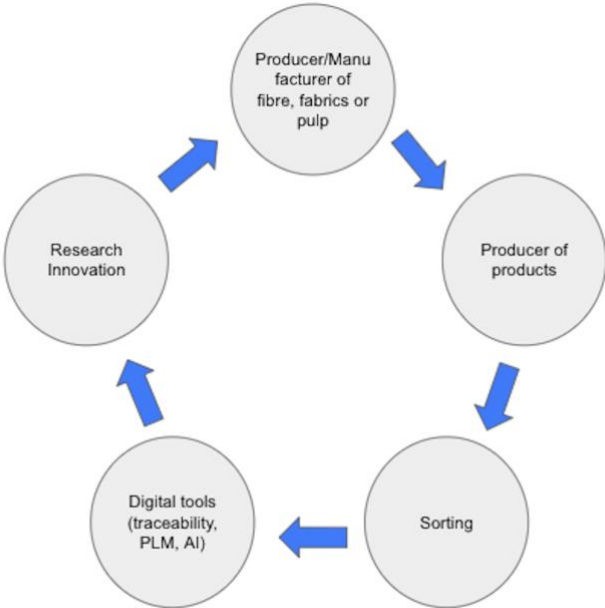 Producer/Manu
facturer of
fibre, fabrics or
pulp
Producer of
products
Sorting
Digital tools
(traceability,
PLM, AI)
Research
Innovation